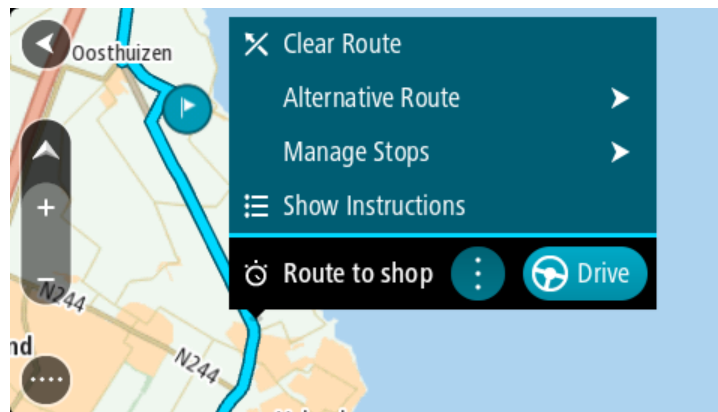 Oosthuizen
Clear Route
Alternative Route
Manage Stops
Show Instructions
Route to shop
Drive
N244
nd
N244